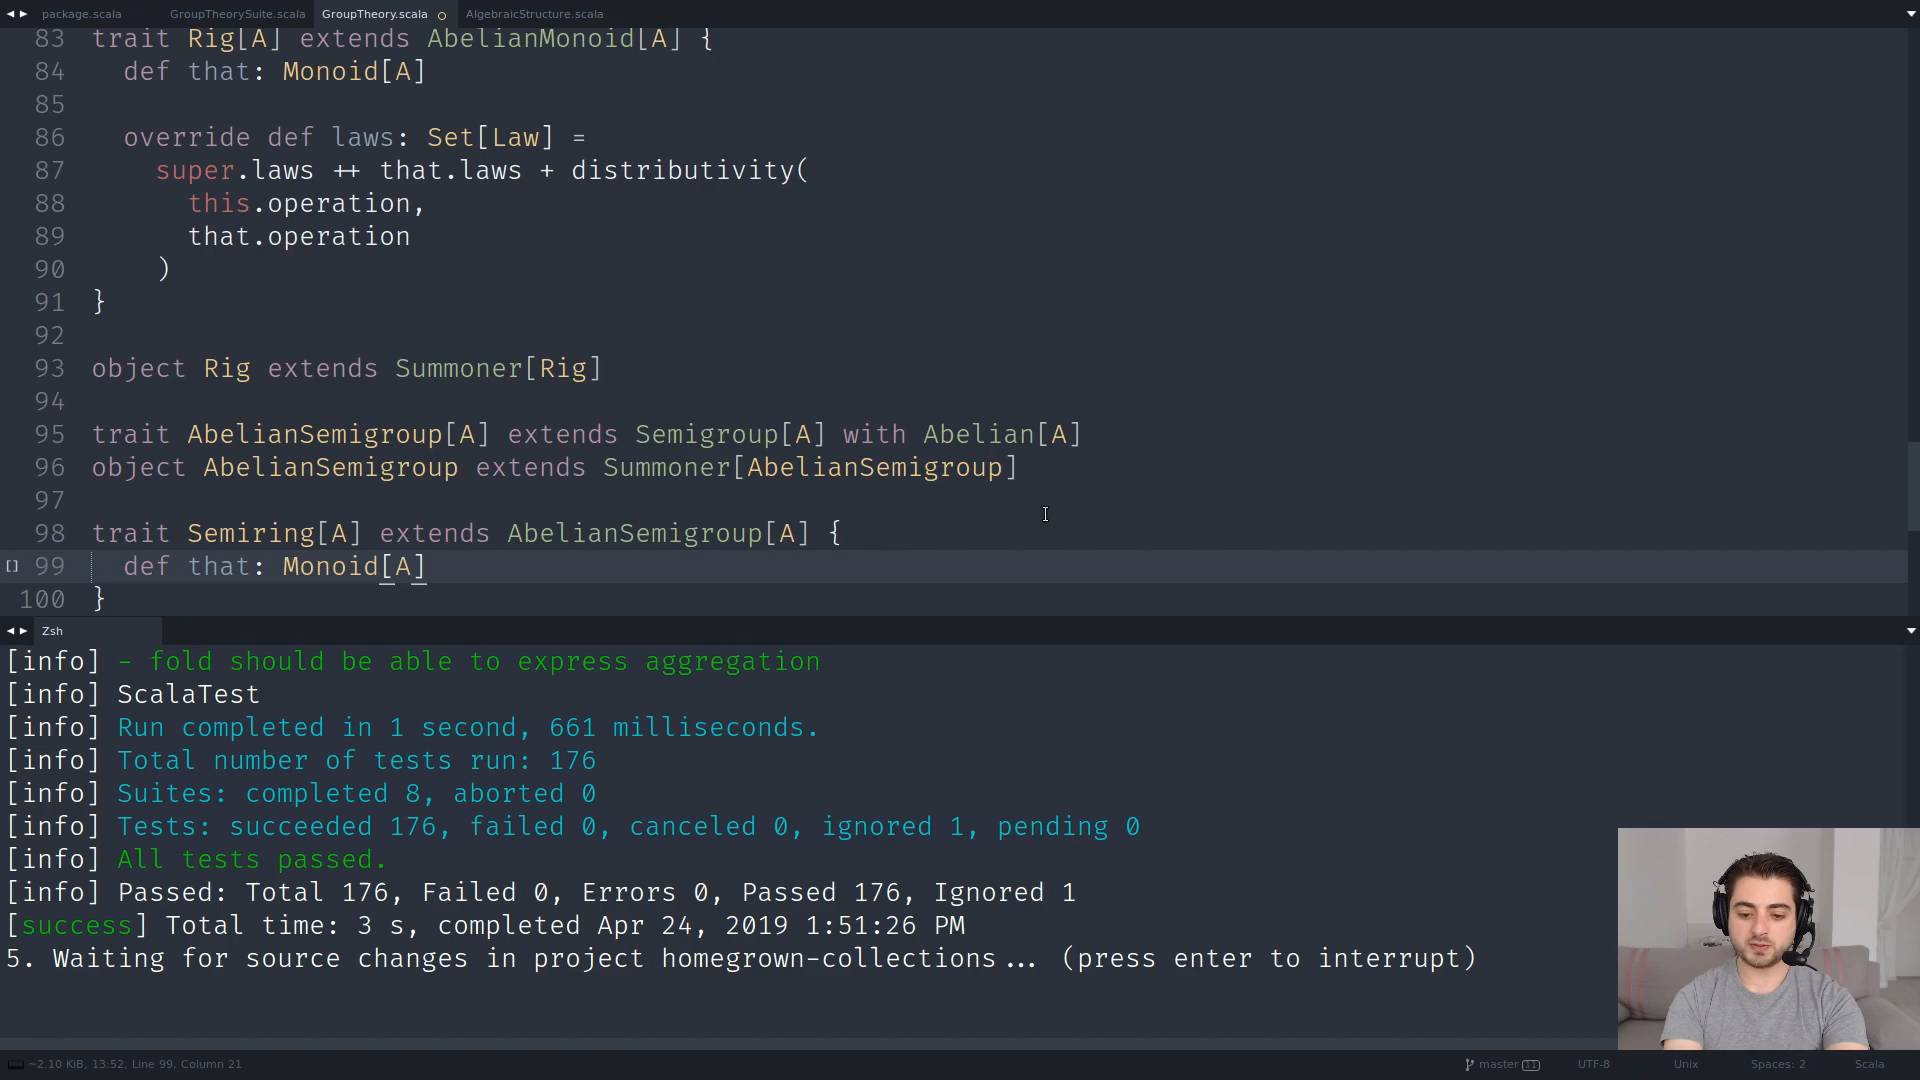 package.scala GroupTheorySuite.scala GroupTheory.scala AlgebraicStructure.scala
83 trait Rig[A] extends AbelianMonoid[A] {
84 def that: Monoid[A]
85
86 override def laws: Set[Law] =
87 super.laws ++ that.laws + distributivity(
88 this.operation,
89 that.operation
90 )
91 }
92
93 object Rig extends Summoner[Rig]
94
95 trait AbelianSemigroup[A] extends Semigroup[A] with Abelian[A]
96 object AbelianSemigroup extends Summoner[AbelianSemigroup]
97
98 trait Semiring[A] extends AbelianSemigroup[A] {
[] 99 def that: Monoid[A]
100 }
Zsh
[info] - fold should be able to express aggregation
[info] ScalaTest
[info] Run completed in 1 second, 661 milliseconds.
[info] Total number of tests run: 176
[info] Suites: completed 8, aborted 0
[info] Tests: succeeded 176, failed 0, canceled 0, ignored 1, pending 0
[info] All tests passed.
[info] Passed: Total 176, Failed 0, Errors 0, Passed 176, Ignored 1
[success] Total time: 3 s, completed Apr 24, 2019 1:51:26 PM
5. Waiting for source changes in project homegrown-collections... (press enter to interrupt)
~2.10 KiB, 13:52, Line 99, Column 21 master 11 UTF-8 Unix Spaces: 2 Scala